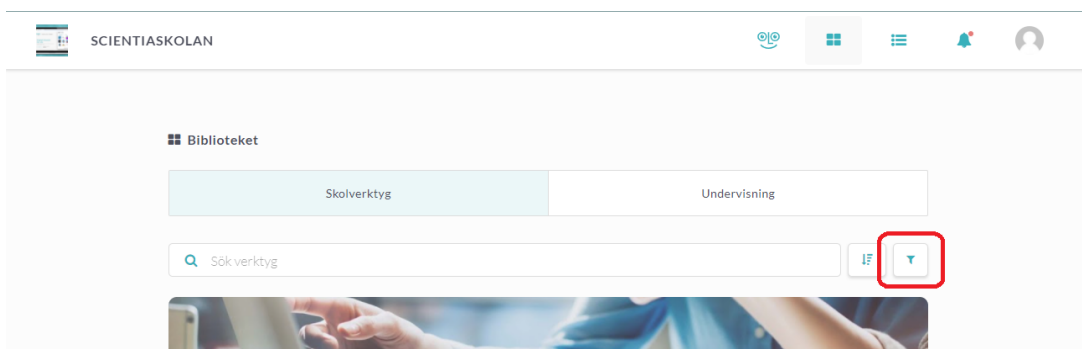 SCIENTIASKOLAN
Biblioteket
Skolverktyg
Undervisning
Sök verktyg